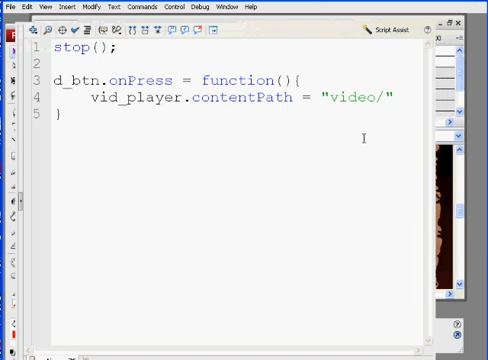 File Edit View Insert Modify Text Commands Control Debug Window Help
Script Assist
1 stop();
2
3 d_btn.onPress = function(){
4 vid_player.contentPath = "video/"
5 }